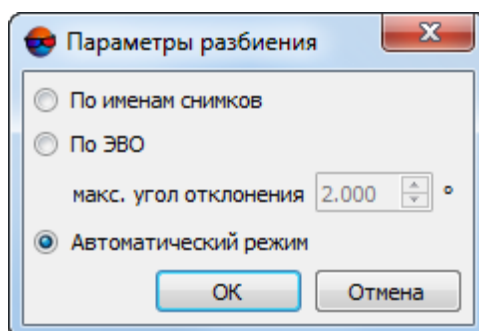 Параметры разбиения
По именам снимков
По ЭВО
макс. угол отклонения 2.000 °
Автоматический режим
OK Отмена